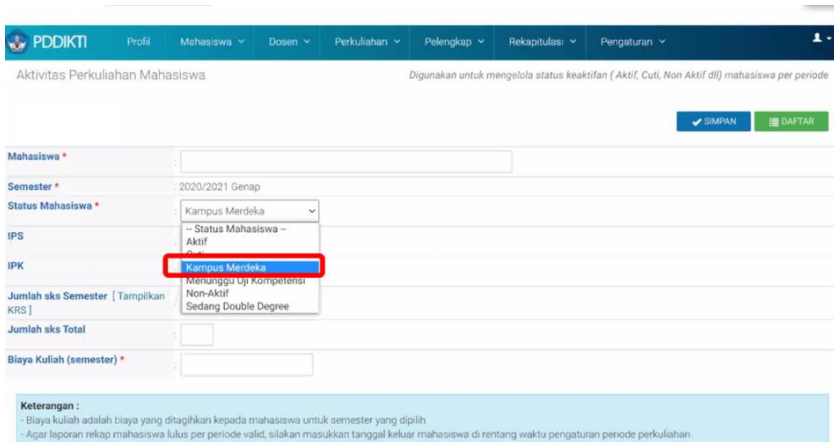 PDDIKTI Profil Mahasiswa Dosen Perkuliahan Pelengkap Rekapitulasi Pengaturan
Aktivitas Perkuliahan Mahasiswa Digunakan untuk mengelola status keaktifan ( Aktif, Cuti, Non Aktif dll) mahasiswa per periode
SIMPAN DAFTAR
Mahasiswa * :
Semester * : 2020/2021 Genap
Status Mahasiswa * : Kampus Merdeka
-- Status Mahasiswa --
IPS
Aktif
Cuti
IPK
Kampus Merdeka
Menunggu Uji Kompetensi
Jumlah sks Semester [ Tampilkan
KRS ]
Non-Aktif
Sedang Double Degree
Jumlah sks Total :
Biaya Kuliah (semester) * :
Keterangan :
- Biaya kuliah adalah biaya yang ditagihkan kepada mahasiswa untuk semester yang dipilih
- Agar laporan rekap mahasiswa lulus per periode valid, silakan masukkan tanggal keluar mahasiswa di rentang waktu pengaturan periode perkuliahan